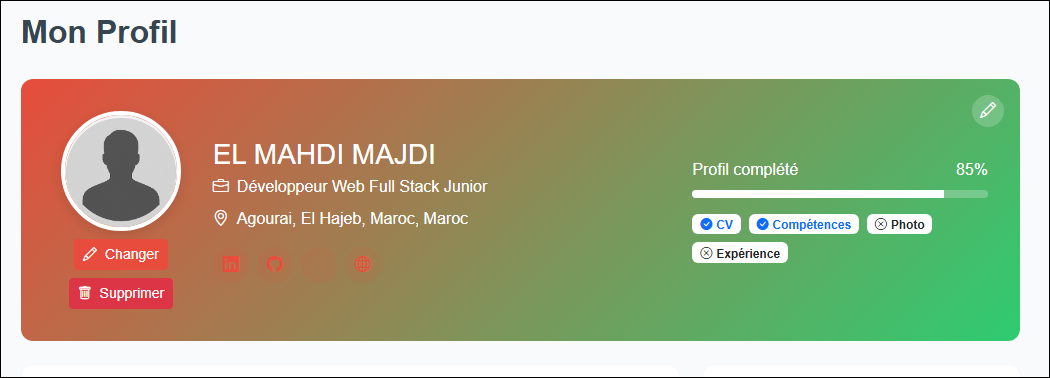 Mon Profil
EL MAHDI MAJDI
Développeur Web Full Stack Junior
Agourai, El Hajeb, Maroc, Maroc
Changer
Supprimer
Profil complété 85%
CV Compétences Photo
Expérience